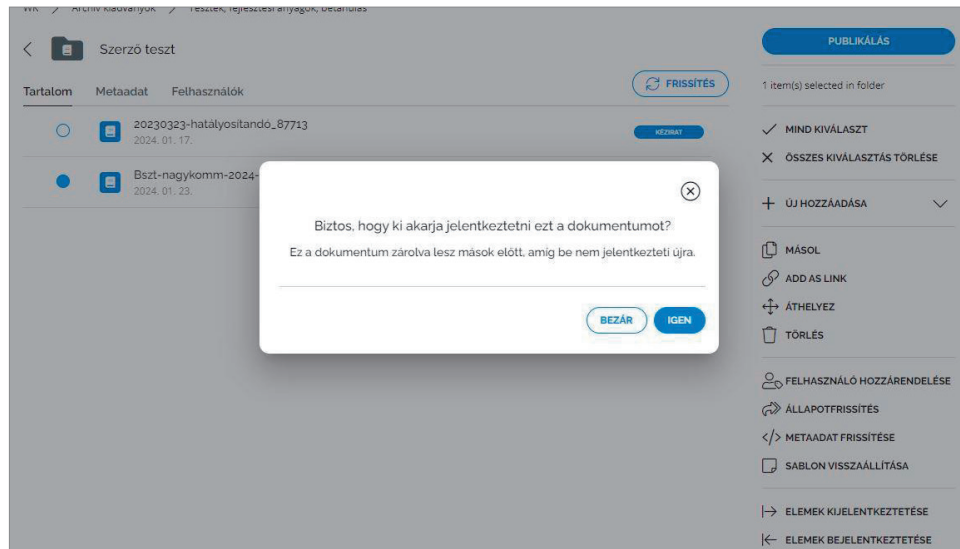 Szerző teszt
Tartalom Metaadat Felhasználók
FRISSÍTÉS
20230323-hatályosítandó_87713
KÉZIRAT
2024. 01. 17.
Bszt-nagykomm-2024-
2024. 01. 23.
Biztos, hogy ki akarja jelentkeztetni ezt a dokumentumot?
Ez a dokumentum zárolva lesz mások előtt, amíg be nem jelentkezteti újra.
BEZÁR IGEN
PUBLIKÁLÁS
1 item(s) selected in folder
MIND KIVÁLASZT
ÖSSZES KIVÁLASZTÁS TÖRLÉSE
ÚJ HOZZÁADÁSA
MÁSOL
ADD AS LINK
ÁTHELYEZ
TÖRLÉS
FELHASZNÁLÓ HOZZÁRENDELÉSE
ÁLLAPOTFRISSÍTÉS
METAADAT FRISSÍTÉSE
SABLON VISSZAÁLLÍTÁSA
ELEMEK KIJELENTKEZTETÉSE
ELEMEK BEJELENTKEZTETÉSE